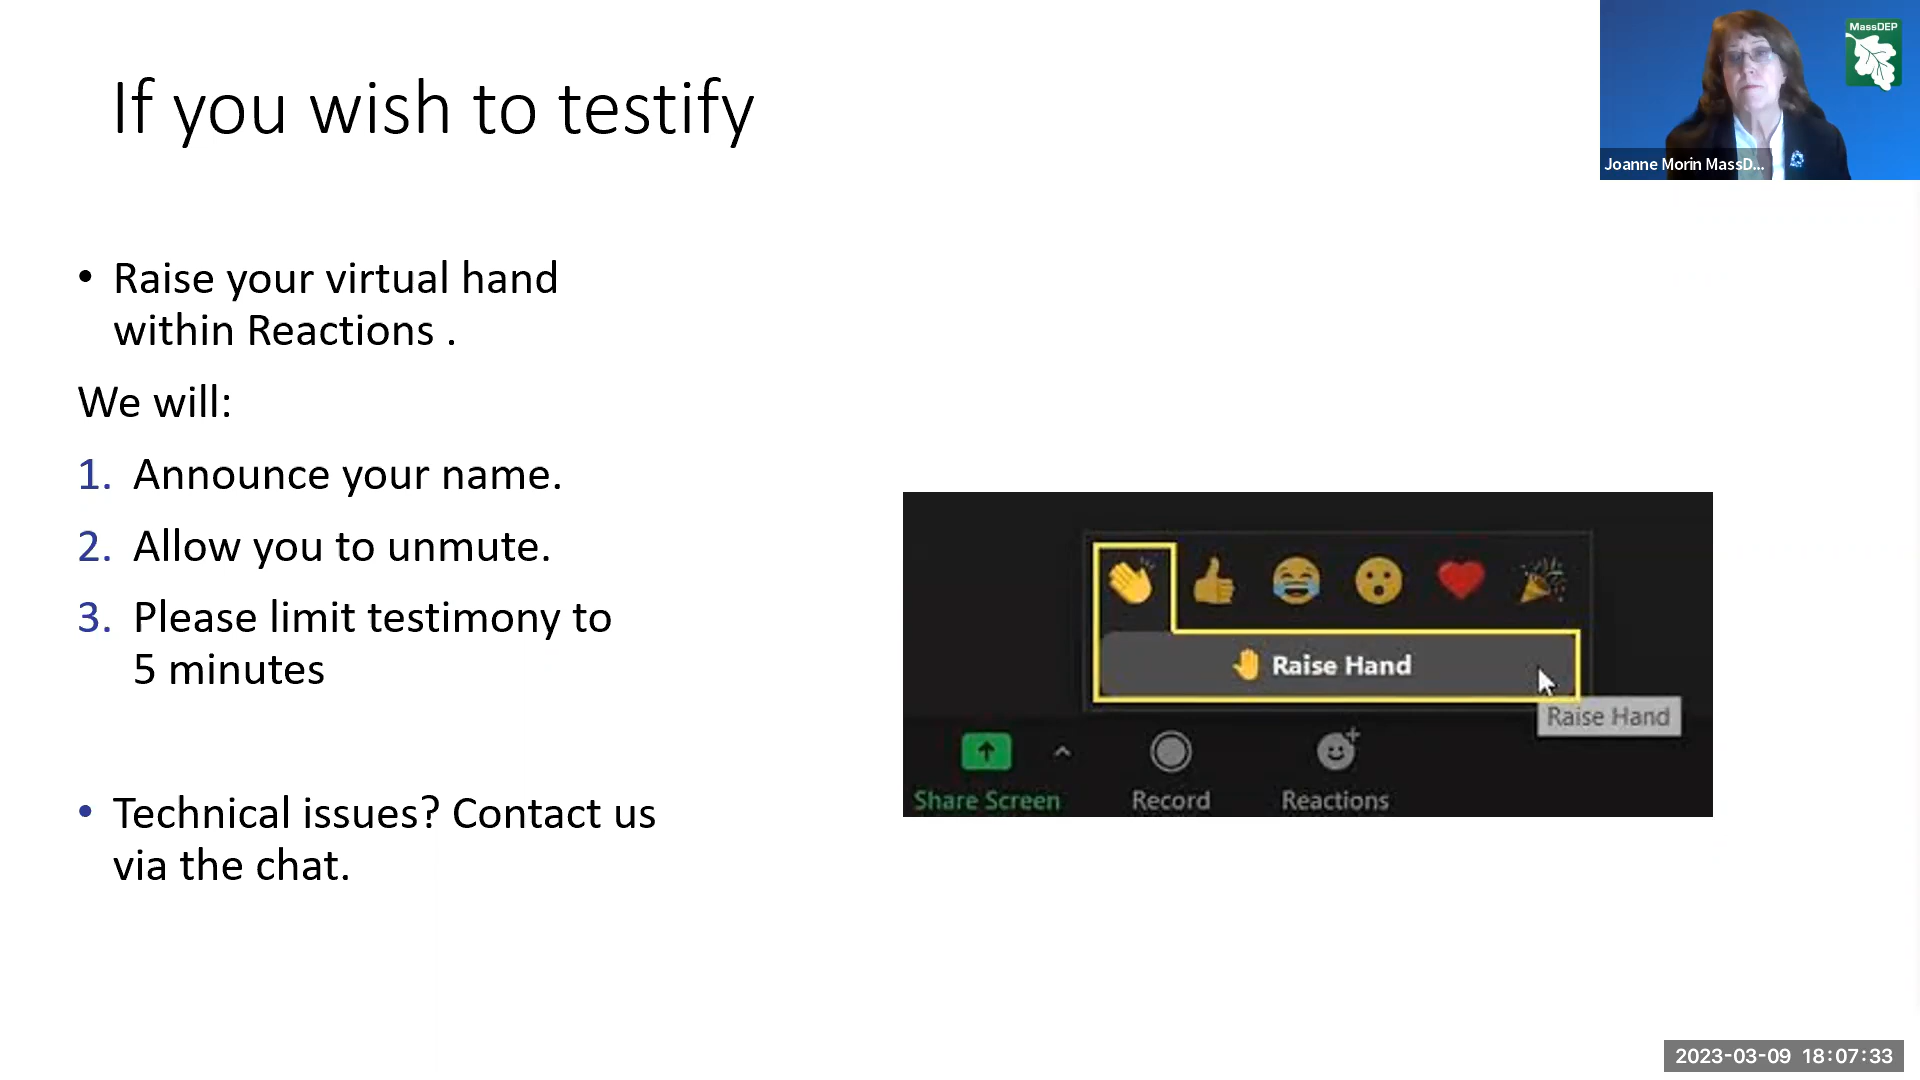 If you wish to testify
MassDEP
Joanne Morin MassD...
• Raise your virtual hand
within Reactions .
We will:
1. Announce your name.
2. Allow you to unmute.
3. Please limit testimony to
5 minutes
• Technical issues? Contact us
via the chat.
Raise Hand
Raise Hand
Share Screen
Record
Reactions
2023-03-09 18:07:33